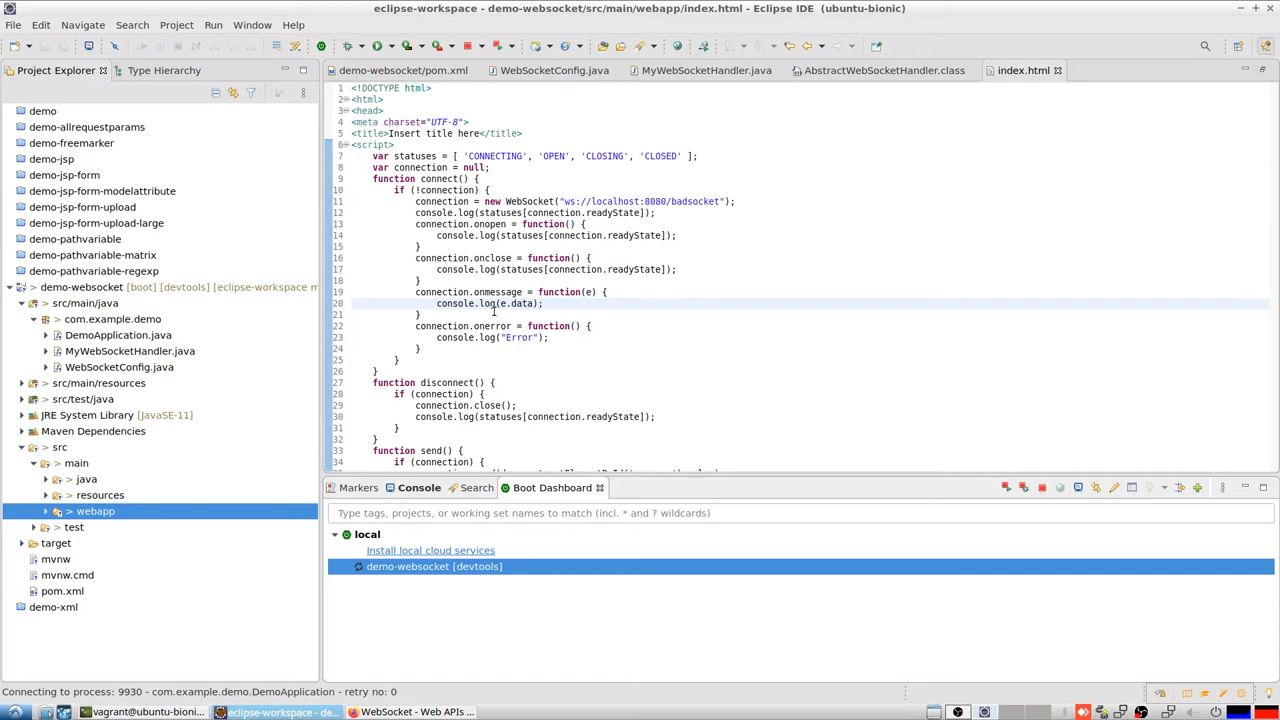 eclipse-workspace - demo-websocket/src/main/webapp/index.html - Eclipse IDE (ubuntu-bionic)
File Edit Navigate Search Project Run Window Help
Project Explorer
Type Hierarchy
demo
demo-allrequestparams
demo-freemarker
demo-jsp
demo-jsp-form
demo-jsp-form-modelattribute
demo-jsp-form-upload
demo-jsp-form-upload-large
demo-pathvariable
demo-pathvariable-matrix
demo-pathvariable-regexp
> demo-websocket [boot] [devtools] [eclipse-workspace m
> src/main/java
> com.example.demo
> DemoApplication.java
> MyWebSocketHandler.java
> WebSocketConfig.java
> src/main/resources
> src/test/java
JRE System Library [JavaSE-11]
Maven Dependencies
> src
> main
> java
> resources
> webapp
> test
target
mvnw
mvnw.cmd
pom.xml
demo-xml
demo-websocket/pom.xml
WebSocketConfig.java
MyWebSocketHandler.java
AbstractWebSocketHandler.class
index.html
1 <!DOCTYPE html>
2 <html>
3 <head>
4 <meta charset="UTF-8">
5 <title>Insert title here</title>
6 <script>
7 var statuses = [ 'CONNECTING', 'OPEN', 'CLOSING', 'CLOSED' ];
8 var connection = null;
9 function connect() {
10 if (!connection) {
11 connection = new WebSocket("ws://localhost:8080/badsocket");
12 console.log(statuses[connection.readyState]);
13 connection.onopen = function() {
14 console.log(statuses[connection.readyState]);
15 }
16 connection.onclose = function() {
17 console.log(statuses[connection.readyState]);
18 }
19 connection.onmessage = function(e) {
20 console.log(e.data);
21 }
22 connection.onerror = function() {
23 console.log("Error");
24 }
25 }
26 }
27 function disconnect() {
28 if (connection) {
29 connection.close();
30 console.log(statuses[connection.readyState]);
31 }
32 }
33 function send() {
34 if (connection) {
Markers
Console
Search
Boot Dashboard
Type tags, projects, or working set names to match (incl. * and ? wildcards)
local
Install local cloud services
demo-websocket [devtools]
Connecting to process: 9930 - com.example.demo.DemoApplication - retry no: 0
vagrant@ubuntu-bioni...
eclipse-workspace - de...
WebSocket - Web APIs ...